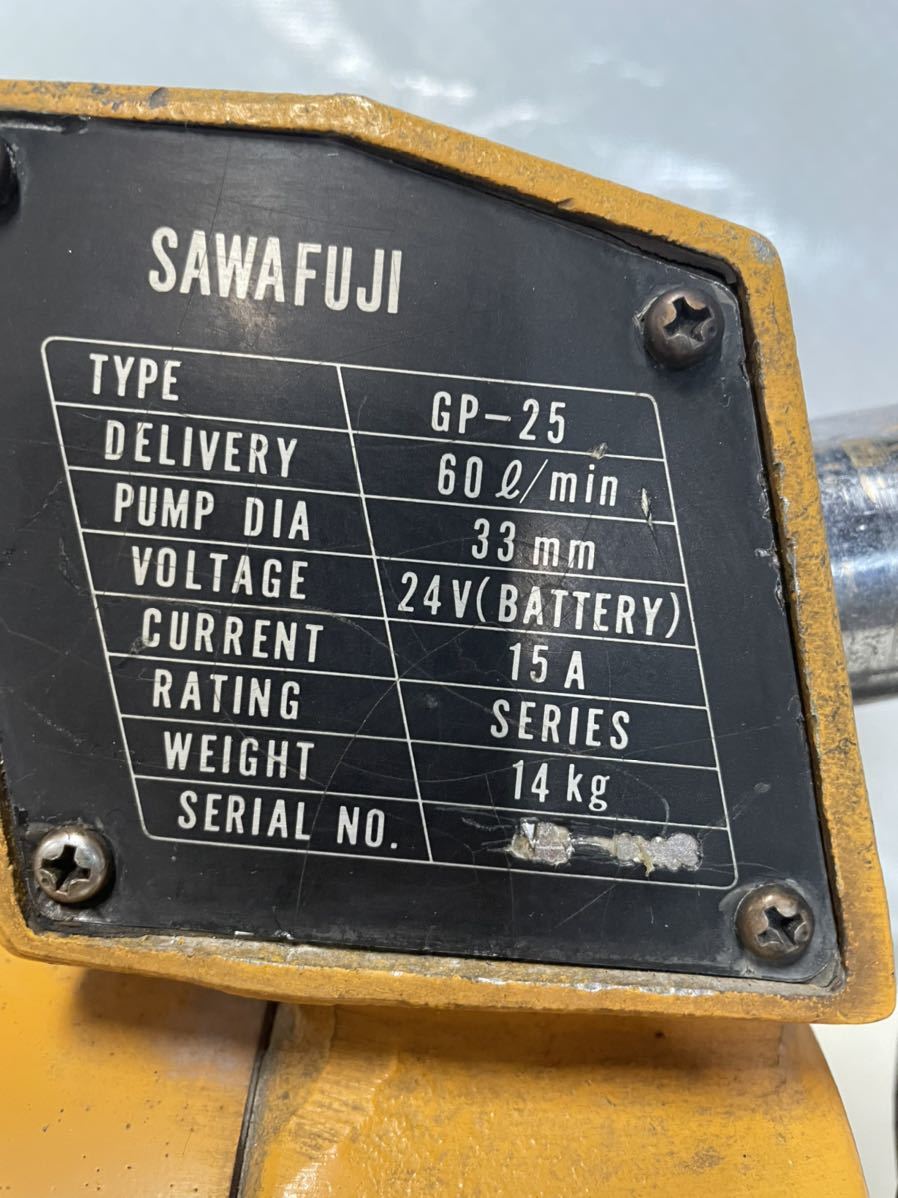 SAWAFUJI
TYPE GP-25
DELIVERY 60 ℓ/min
PUMP DIA 33 mm
VOLTAGE 24V(BATTERY)
CURRENT 15 A
RATING SERIES
WEIGHT 14 kg
SERIAL NO.